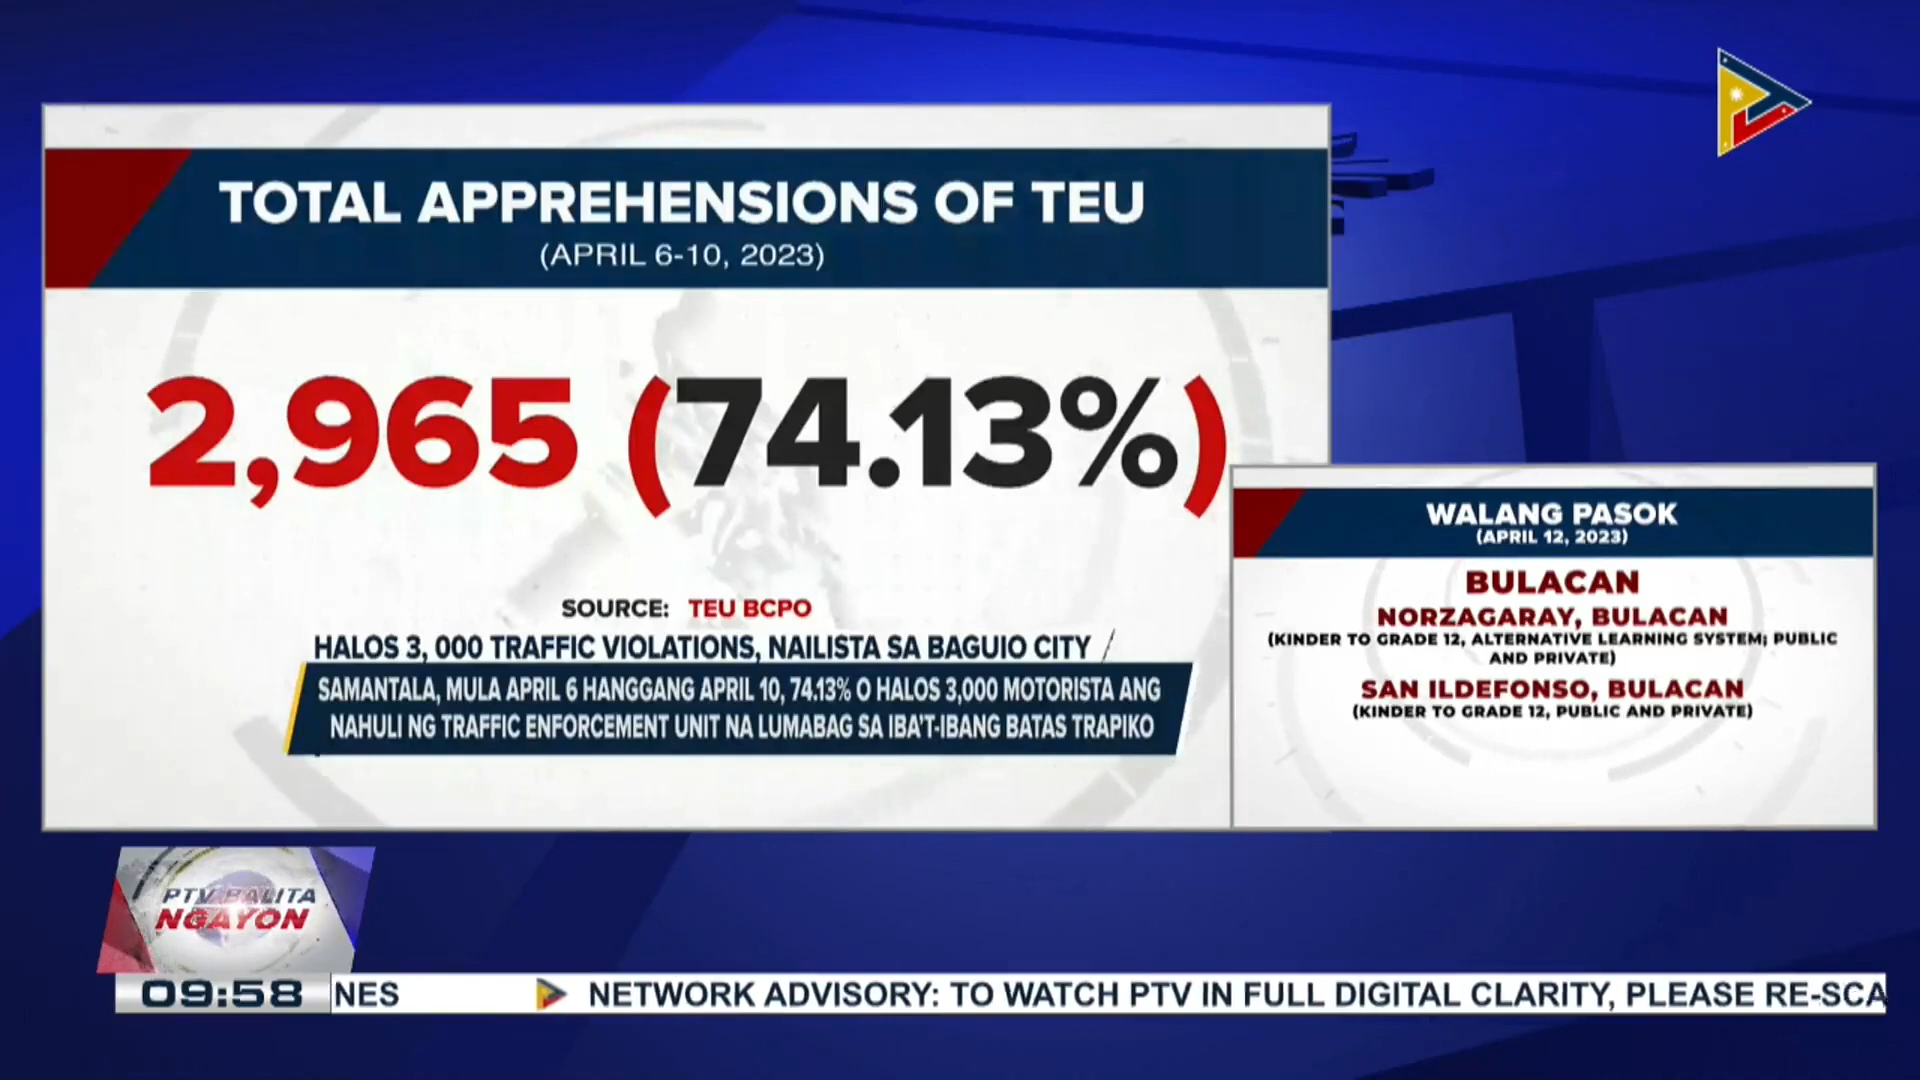 TOTAL APPREHENSIONS OF TEU
(APRIL 6-10, 2023)
2,965 (74.13%)
SOURCE: TEU BCPO
HALOS 3, 000 TRAFFIC VIOLATIONS, NAILISTA SA BAGUIO CITY
SAMANTALA, MULA APRIL 6 HANGGANG APRIL 10, 74.13% O HALOS 3,000 MOTORISTA ANG
NAHULI NG TRAFFIC ENFORCEMENT UNIT NA LUMABAG SA IBA'T-IBANG BATAS TRAPIKO
WALANG PASOK
(APRIL 12, 2023)
BULACAN
NORZAGARAY, BULACAN
(KINDER TO GRADE 12, ALTERNATIVE LEARNING SYSTEM; PUBLIC
AND PRIVATE)
SAN ILDEFONSO, BULACAN
(KINDER TO GRADE 12, PUBLIC AND PRIVATE)
PTV BALITA
NGAYON
09:58 NES NETWORK ADVISORY: TO WATCH PTV IN FULL DIGITAL CLARITY, PLEASE RE-SCA